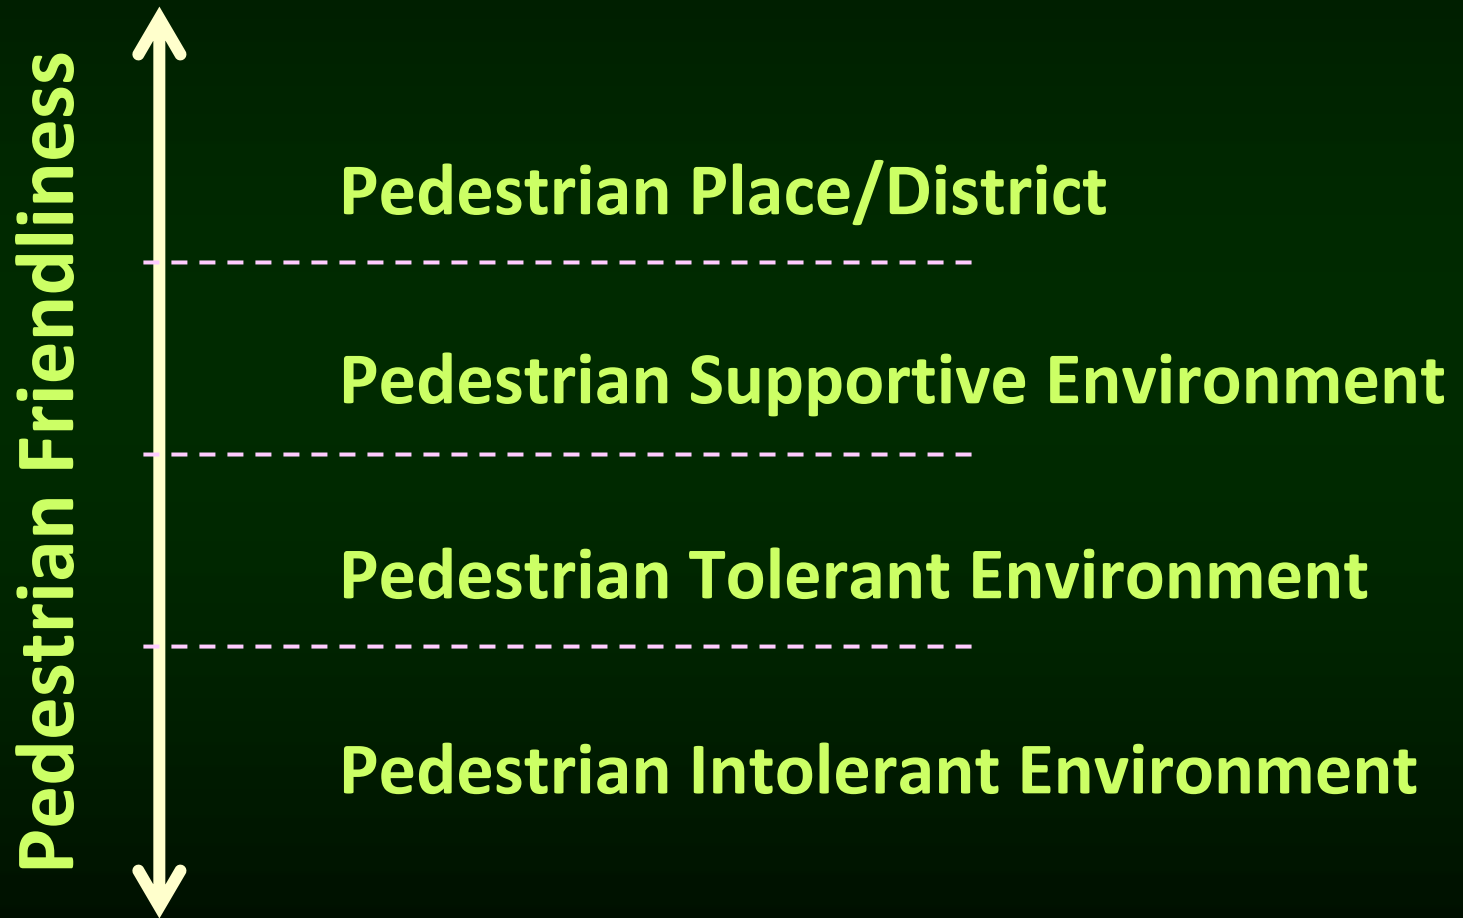 Pedestrian Friendliness
Pedestrian Place/District
Pedestrian Supportive Environment
Pedestrian Tolerant Environment
Pedestrian Intolerant Environment